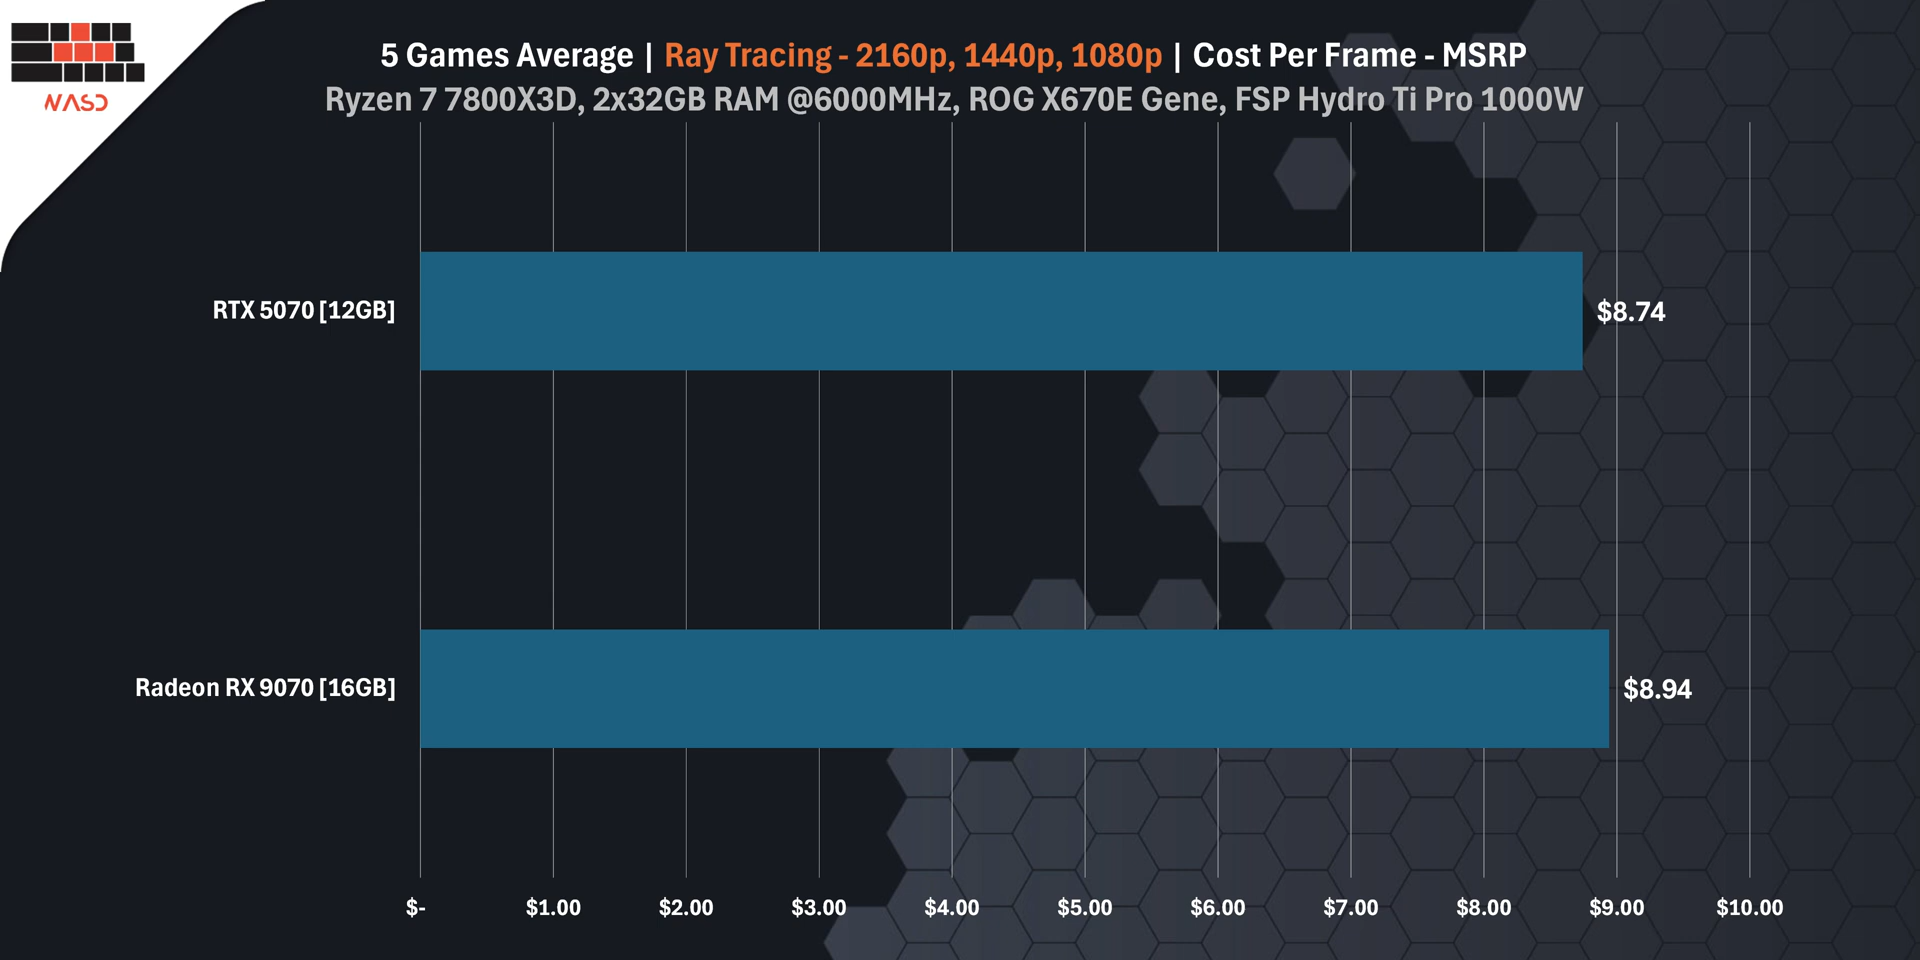 WASD
5 Games Average | Ray Tracing - 2160p, 1440p, 1080p | Cost Per Frame - MSRP
Ryzen 7 7800X3D, 2x32GB RAM @6000MHz, ROG X670E Gene, FSP Hydro Ti Pro 1000W
RTX 5070 [12GB] $8.74
Radeon RX 9070 [16GB] $8.94
$- $1.00 $2.00 $3.00 $4.00 $5.00 $6.00 $7.00 $8.00 $9.00 $10.00